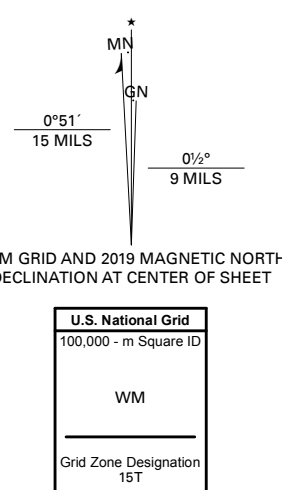 ★
MN
GN
0°51´
15 MILS
0½°
9 MILS
M GRID AND 2019 MAGNETIC NORTH
DECLINATION AT CENTER OF SHEET
U.S. National Grid
100,000 - m Square ID
WM
Grid Zone Designation
15T